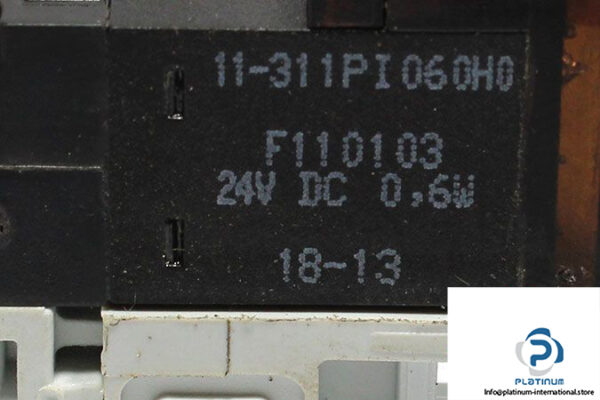 11-311PI060H0
F110103
24V DC 0,6W
18-13
PLATINUM
Info@platinum-international.store